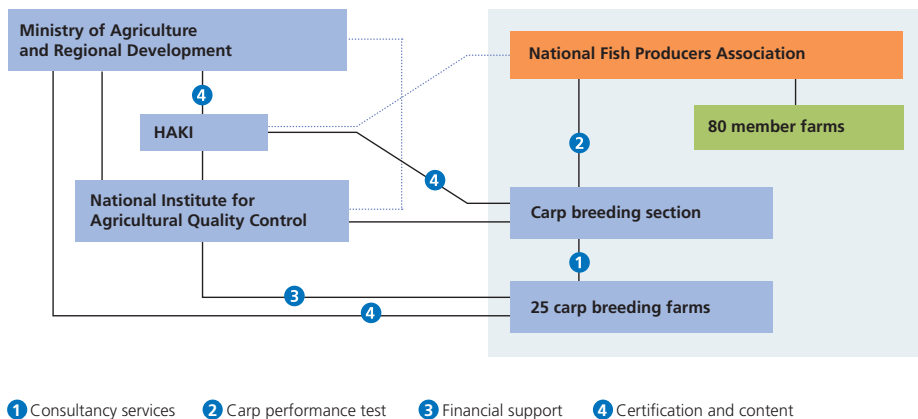 Ministry of Agriculture
and Regional Development
National Fish Producers Association
4
HAKI
80 member farms
2
4
National Institute for
Agricultural Quality Control
Carp breeding section
1
25 carp breeding farms
3
4
1 Consultancy services 2 Carp performance test 3 Financial support 4 Certification and content